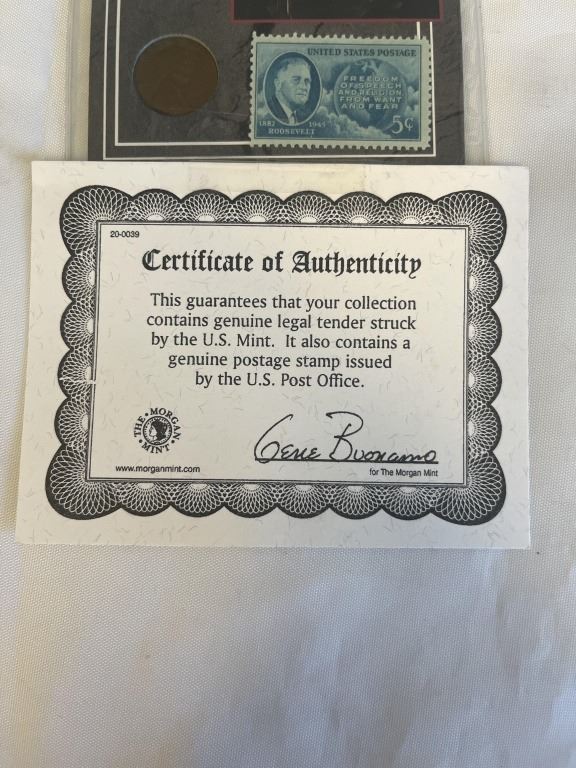 UNITED STATES POSTAGE
FREEDOM
OF SPEECH
AND RELIGION,
FROM WANT
AND FEAR
1882 1945
ROOSEVELT
5¢
20-0039
Certificate of Authenticity
This guarantees that your collection
contains genuine legal tender struck
by the U.S. Mint. It also contains a
genuine postage stamp issued
by the U.S. Post Office.
THE • MORGAN MINT •
www.morganmint.com
Gene Buonamo
for The Morgan Mint